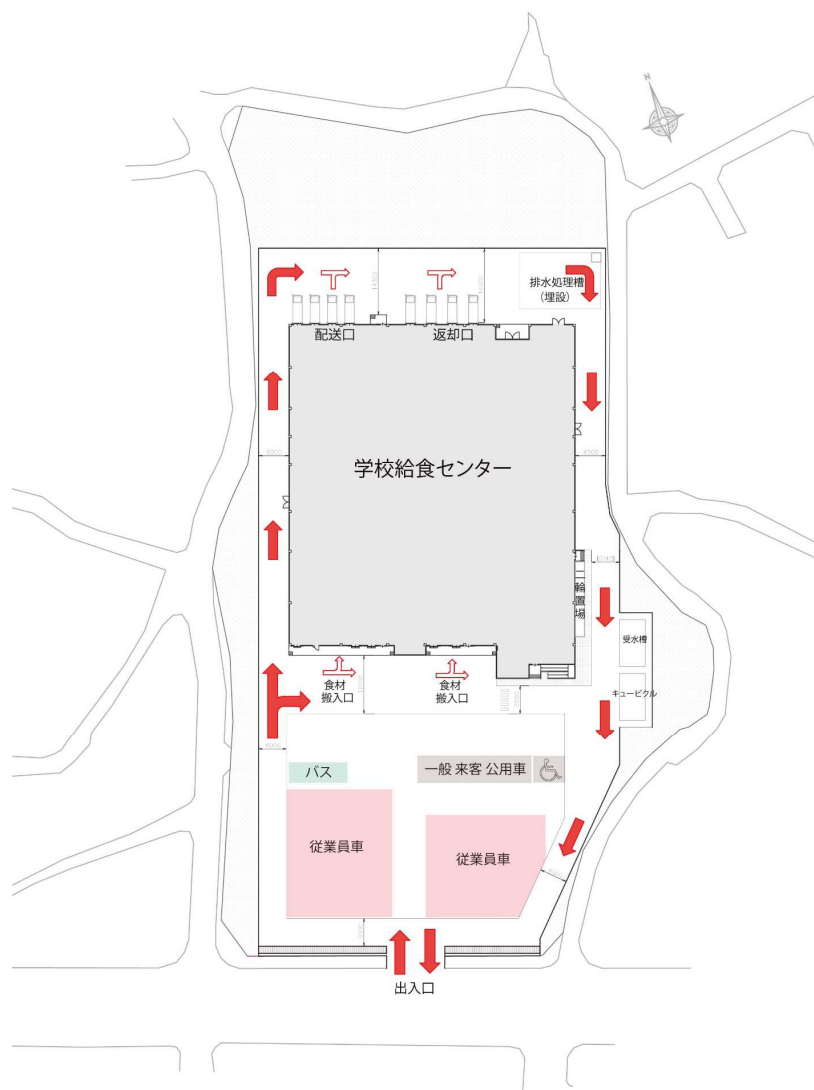 N
排水処理槽
(埋設)
配送口
返却口
学校給食センター
輪置場
受水槽
キュービクル
食材
搬入口
食材
搬入口
バス
一般 来客 公用車
従業員車
従業員車
出入口